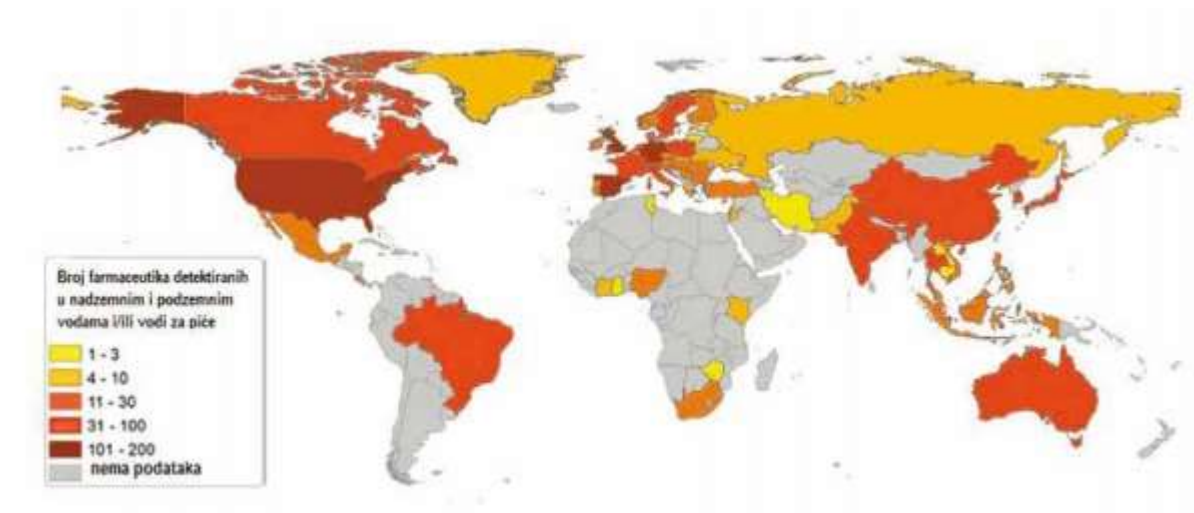 Broj farmaceutika detektiranih
u nadzemnim i podzemnim
vodama i/ili vodi za piće
1 - 3
4 - 10
11 - 30
31 - 100
101 - 200
nema podataka